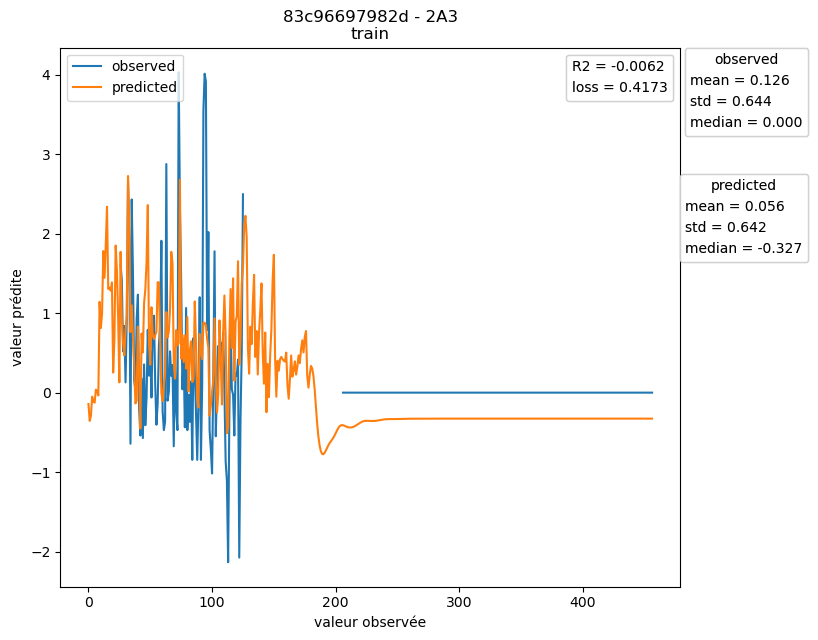 83c96697982d - 2A3
train
observed
predicted
R2 = -0.0062
loss = 0.4173
observed
mean = 0.126
std = 0.644
median = 0.000
predicted
mean = 0.056
std = 0.642
median = -0.327
4
3
2
1
0
−1
−2
valeur prédite
0
100
200
300
400
valeur observée